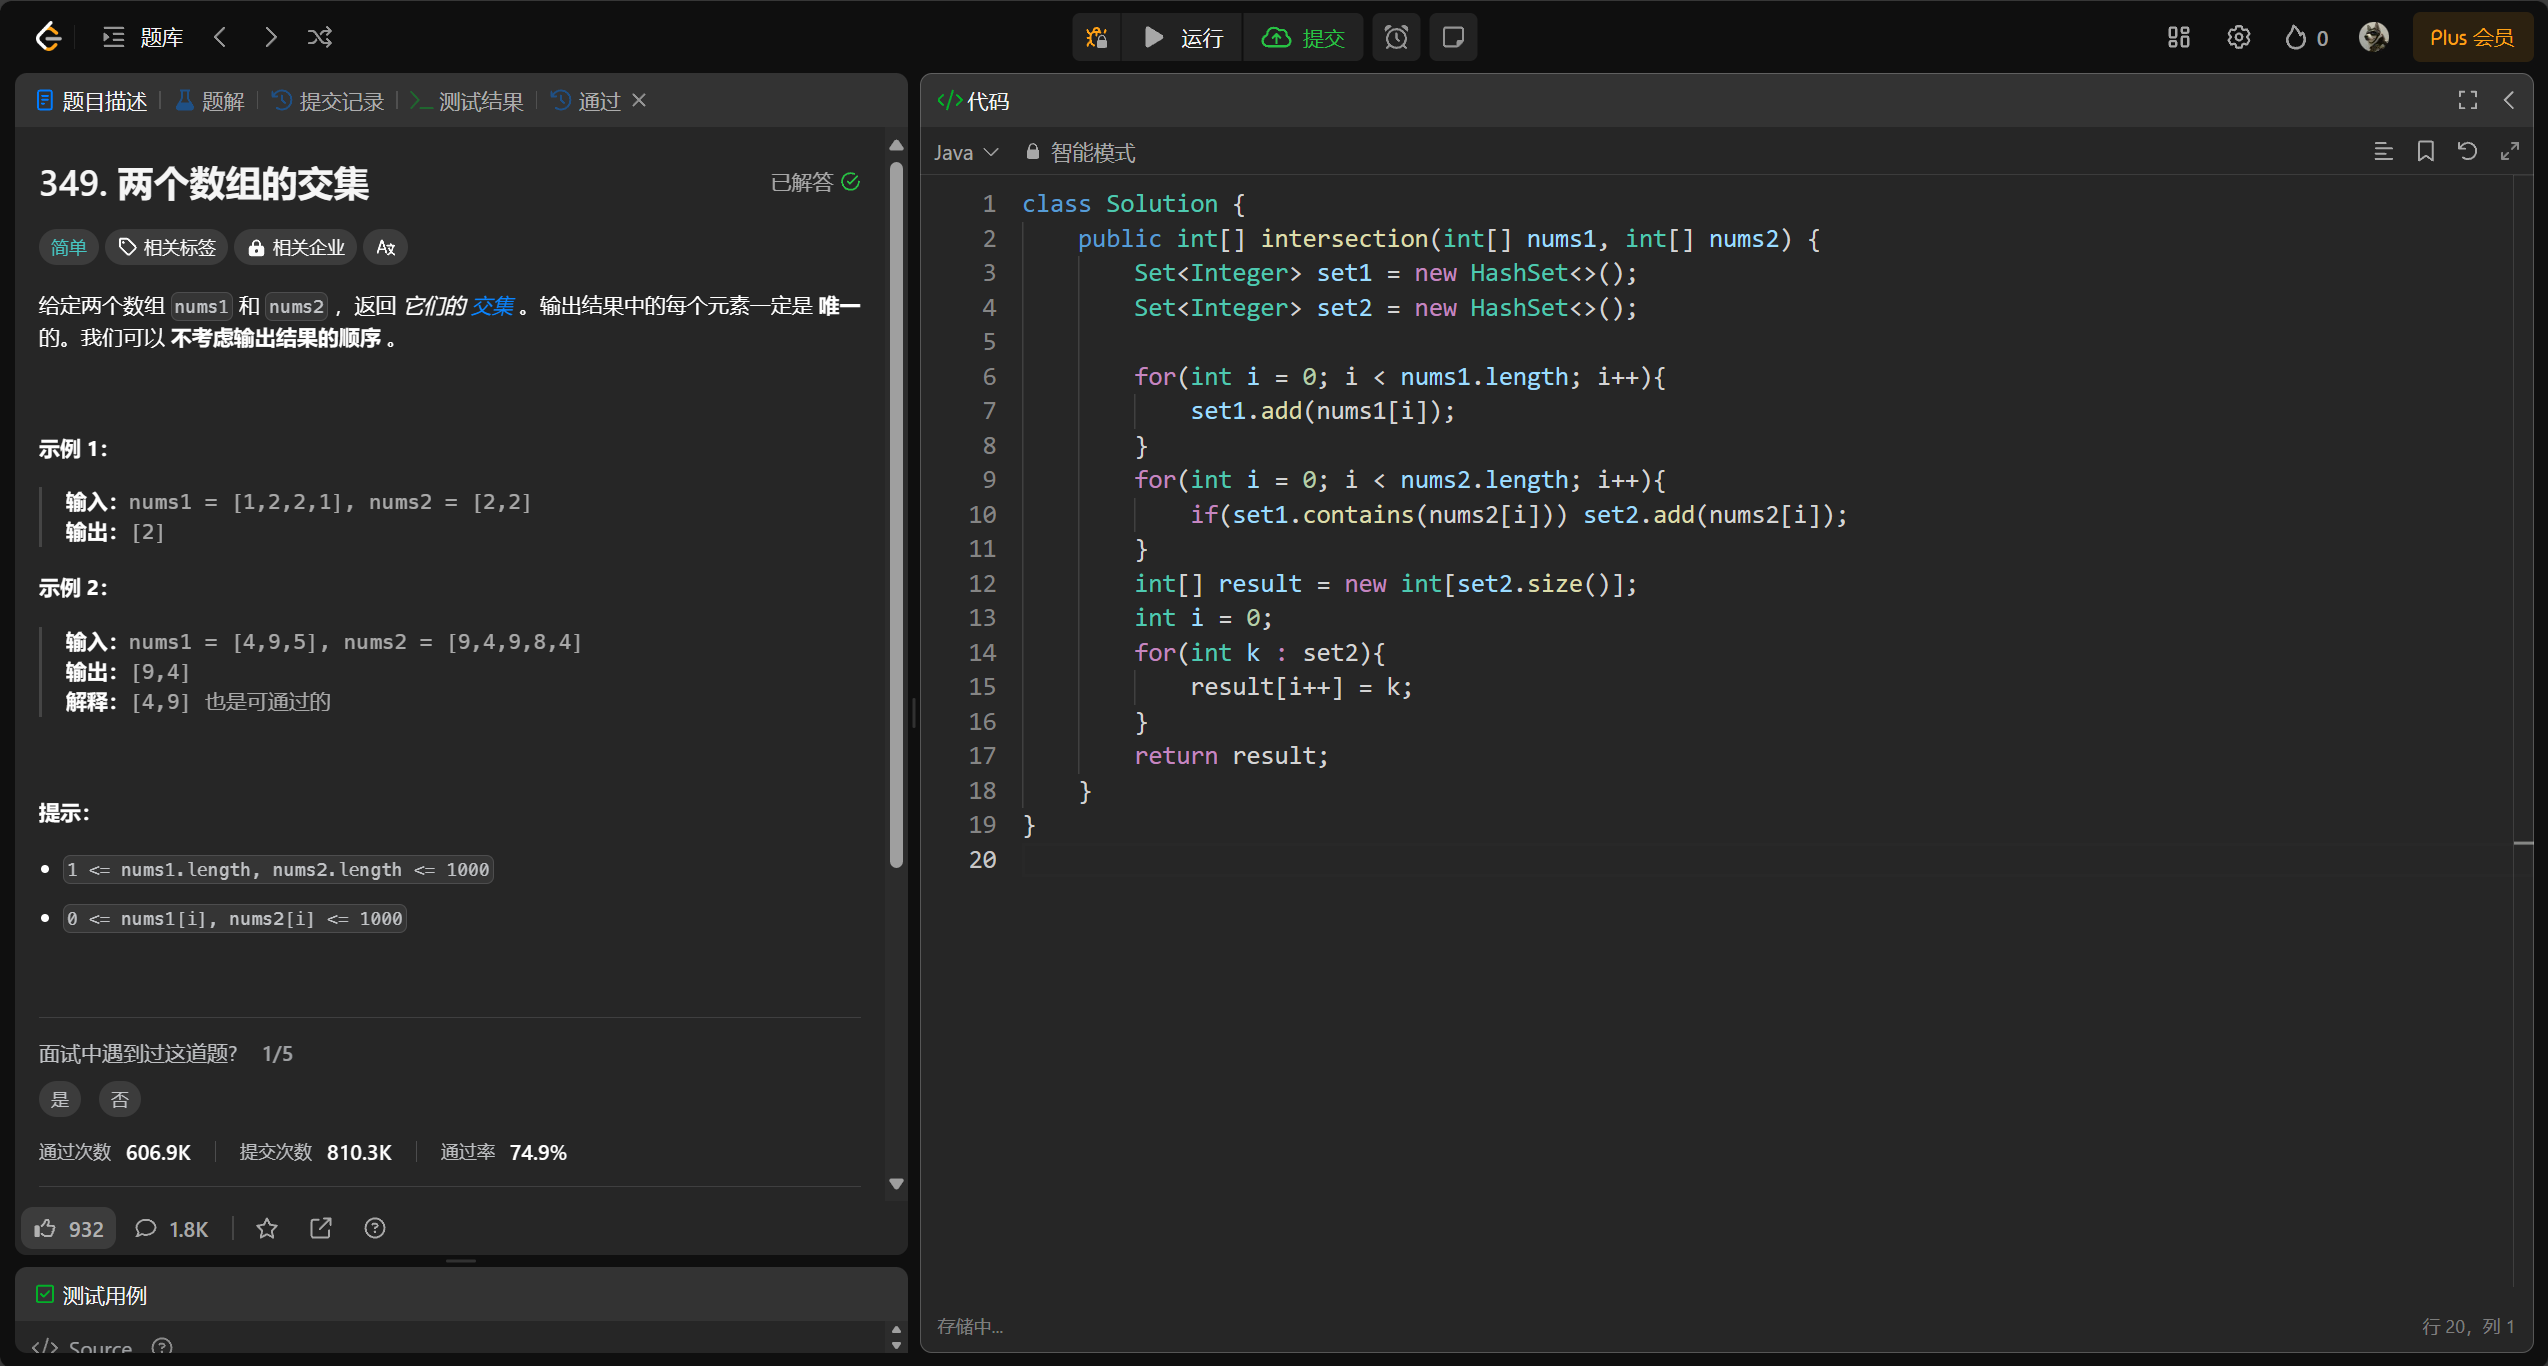 题库
运行
提交
0
Plus 会员
题目描述
题解
提交记录
测试结果
通过
349. 两个数组的交集
已解答
简单
相关标签
相关企业
给定两个数组 nums1 和 nums2 ，返回 它们的 交集 。输出结果中的每个元素一定是 唯一
的。我们可以 不考虑输出结果的顺序 。
示例 1：
输入：nums1 = [1,2,2,1], nums2 = [2,2]
输出：[2]
示例 2：
输入：nums1 = [4,9,5], nums2 = [9,4,9,8,4]
输出：[9,4]
解释：[4,9] 也是可通过的
提示：
1 <= nums1.length, nums2.length <= 1000
0 <= nums1[i], nums2[i] <= 1000
面试中遇到过这道题? 1/5
是
否
通过次数 606.9K
提交次数 810.3K
通过率 74.9%
932
1.8K
测试用例
</> Source
</> 代码
Java
智能模式
1 class Solution {
2     public int[] intersection(int[] nums1, int[] nums2) {
3         Set<Integer> set1 = new HashSet<>();
4         Set<Integer> set2 = new HashSet<>();
5
6         for(int i = 0; i < nums1.length; i++){
7             set1.add(nums1[i]);
8         }
9         for(int i = 0; i < nums2.length; i++){
10             if(set1.contains(nums2[i])) set2.add(nums2[i]);
11         }
12         int[] result = new int[set2.size()];
13         int i = 0;
14         for(int k : set2){
15             result[i++] = k;
16         }
17         return result;
18     }
19 }
20
存储中...
行 20，列 1